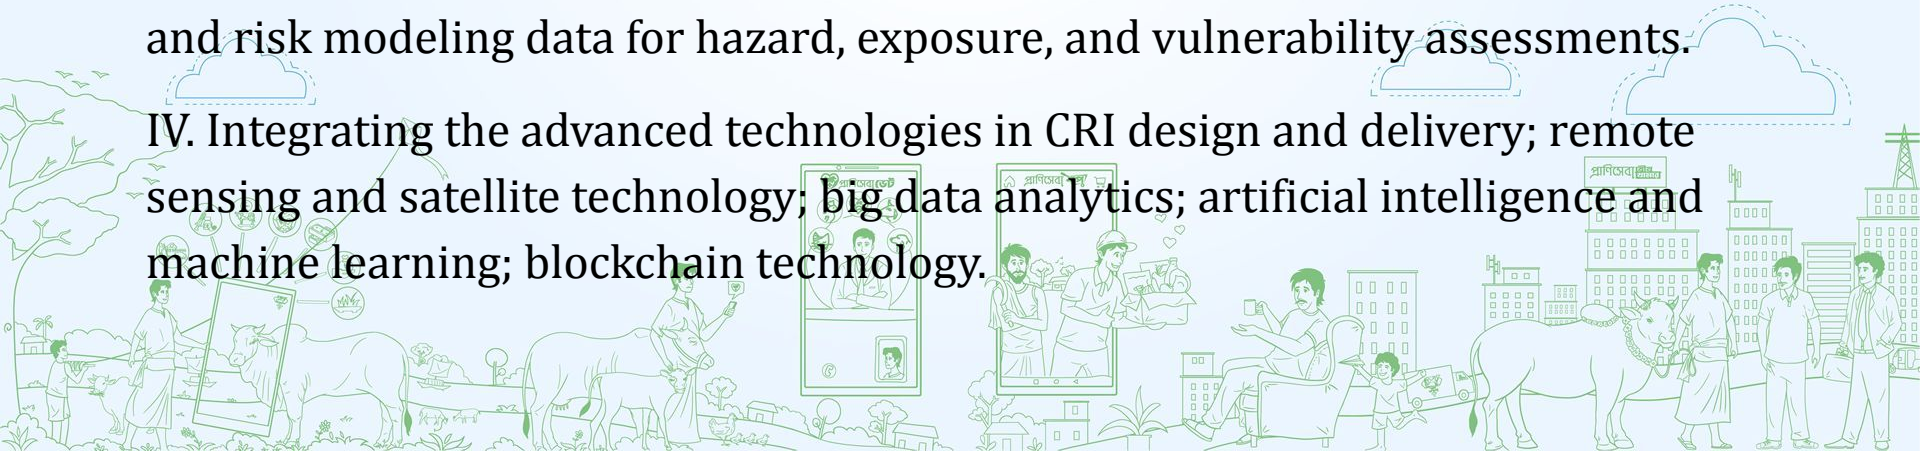 and risk modeling data for hazard, exposure, and vulnerability assessments.
IV. Integrating the advanced technologies in CRI design and delivery; remote
sensing and satellite technology; big data analytics; artificial intelligence and
machine learning; blockchain technology.
প্রাণিসেবা ভেট
প্রাণিসেবা
প্রাণিসেবা